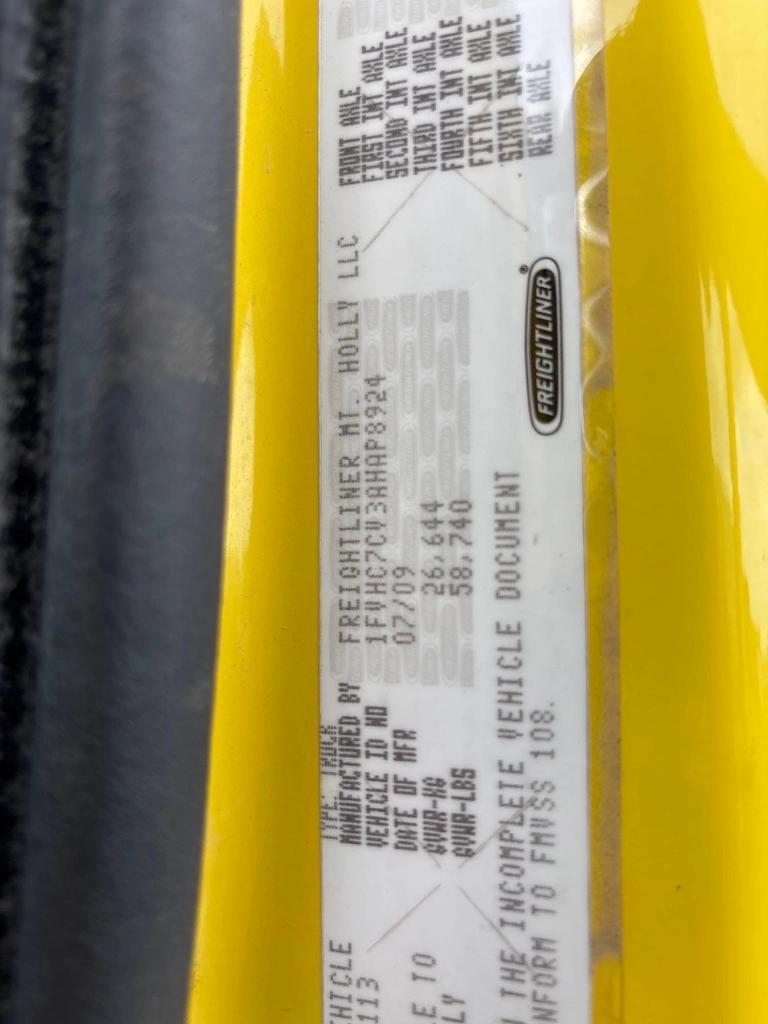 HICLE
113
E TO
LY
TYPE: TRUCK
MANUFACTURED BY FREIGHTLINER MT. HOLLY LLC
VEHICLE ID NO 1FVHC7CV3AHAP8924
DATE OF MFR 07/09
GVWR-KG 26,644
GVWR-LBS 58,740
THE INCOMPLETE VEHICLE DOCUMENT
NFORM TO FMVSS 108.
FREIGHTLINER®
FRONT AXLE
FIRST INT AXLE
SECOND INT AXLE
THIRD INT AXLE
FOURTH INT AXLE
FIFTH INT AXLE
SIXTH INT AXLE
REAR AXLE